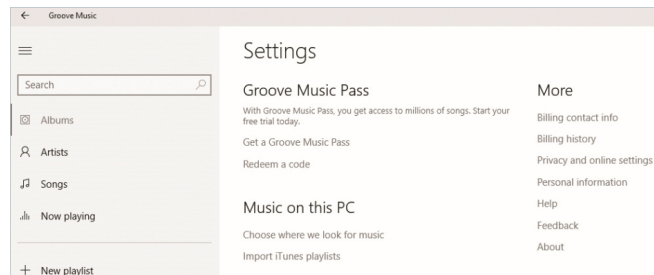 Groove Music
Search
Albums
Artists
Songs
Now playing
New playlist
Settings
Groove Music Pass
With Groove Music Pass, you get access to millions of songs. Start your
free trial today.
Get a Groove Music Pass
Redeem a code
Music on this PC
Choose where we look for music
Import iTunes playlists
More
Billing contact info
Billing history
Privacy and online settings
Personal information
Help
Feedback
About